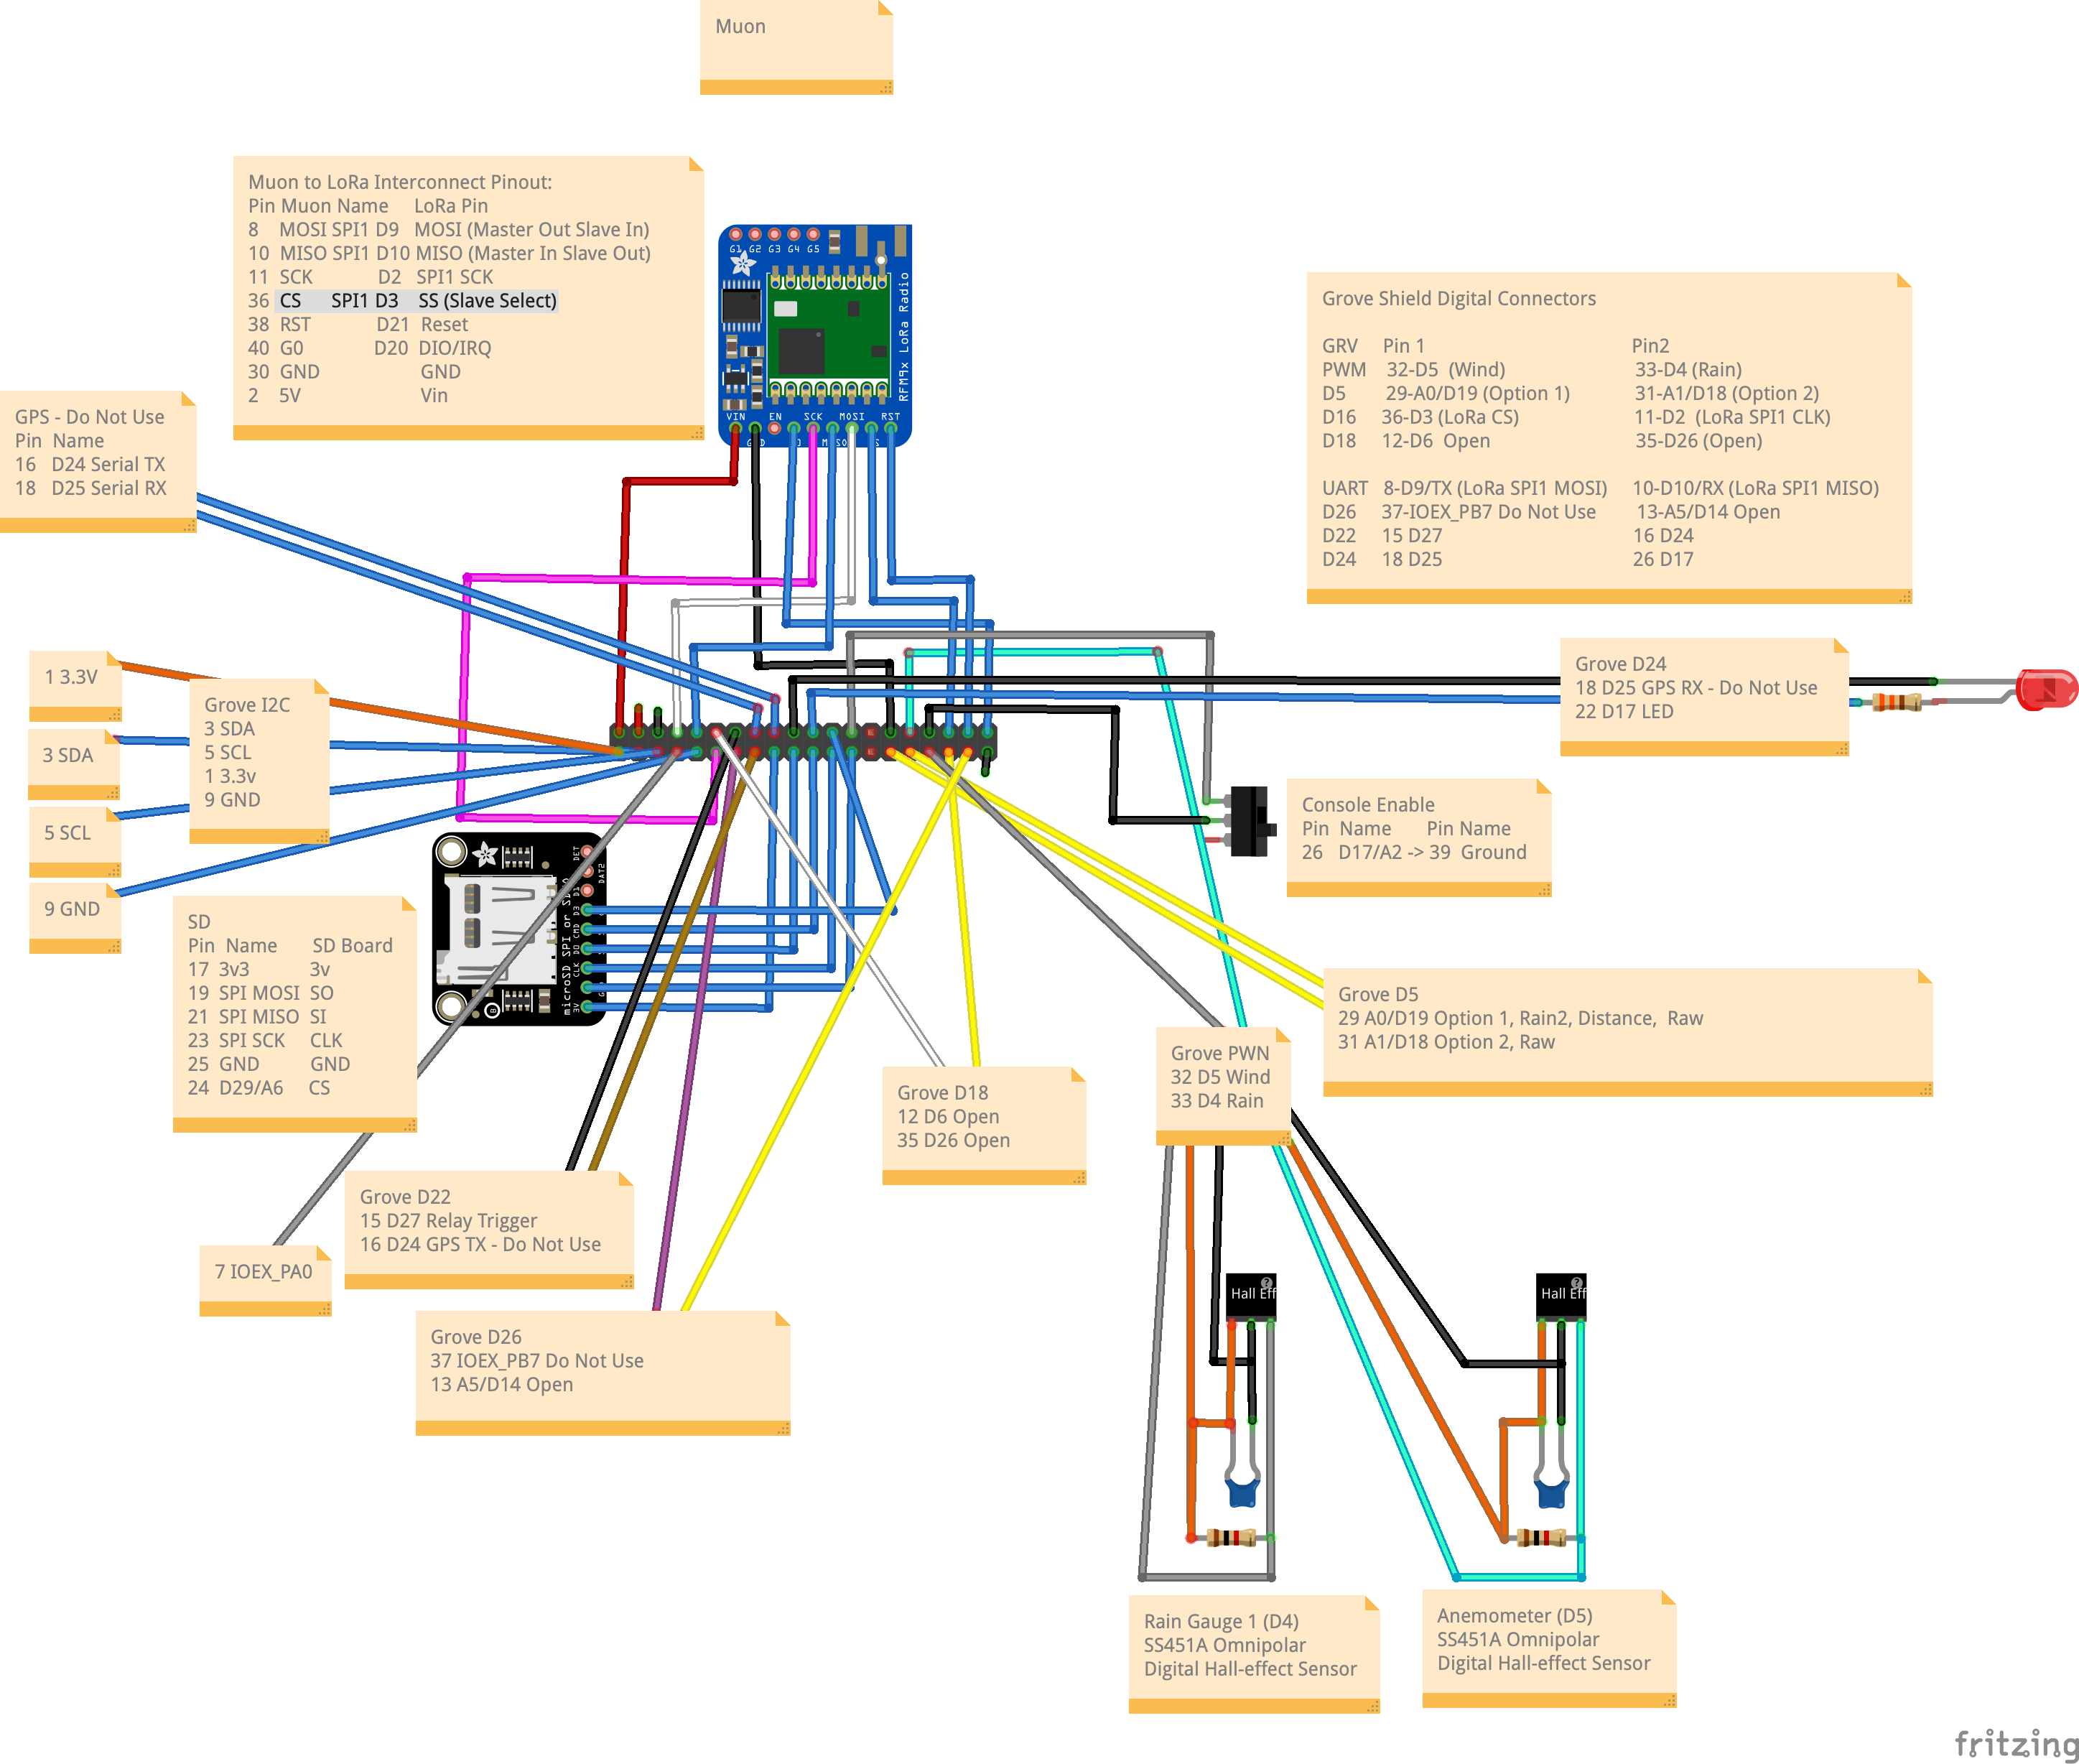 Muon
Muon to LoRa Interconnect Pinout:
Pin Muon Name LoRa Pin
8 MOSI SPI1 D9 MOSI (Master Out Slave In)
10 MISO SPI1 D10 MISO (Master In Slave Out)
11 SCK D2 SPI1 SCK
36 CS SPI1 D3 SS (Slave Select)
38 RST D21 Reset
40 G0 D20 DIO/IRQ
30 GND GND
2 5V Vin
G1 G2 G3 G4 G5
RFM9x LoRa Radio
VIN EN SCK MOSI RST
Grove Shield Digital Connectors
GRV Pin 1 Pin2
PWM 32-D5 (Wind) 33-D4 (Rain)
D5 29-A0/D19 (Option 1) 31-A1/D18 (Option 2)
D16 36-D3 (LoRa CS) 11-D2 (LoRa SPI1 CLK)
D18 12-D6 Open 35-D26 (Open)
UART 8-D9/TX (LoRa SPI1 MOSI) 10-D10/RX (LoRa SPI1 MISO)
D26 37-IOEX_PB7 Do Not Use 13-A5/D14 Open
D22 15 D27 16 D24
D24 18 D25 26 D17
GPS - Do Not Use
Pin Name
16 D24 Serial TX
18 D25 Serial RX
1 3.3V
3 SDA
5 SCL
9 GND
Grove I2C
3 SDA
5 SCL
1 3.3v
9 GND
Grove D24
18 D25 GPS RX - Do Not Use
22 D17 LED
Console Enable
Pin Name Pin Name
26 D17/A2 -> 39 Ground
SD
Pin Name SD Board
17 3v3 3v
19 SPI MOSI SO
21 SPI MISO SI
23 SPI SCK CLK
25 GND GND
24 D29/A6 CS
DET
DAT2
D1
D3
CMD
D0
CLK
3V
microSD SPI or
Grove D5
29 A0/D19 Option 1, Rain2, Distance, Raw
31 A1/D18 Option 2, Raw
Grove PWN
32 D5 Wind
33 D4 Rain
Grove D18
12 D6 Open
35 D26 Open
Grove D22
15 D27 Relay Trigger
16 D24 GPS TX - Do Not Use
7 IOEX_PA0
Grove D26
37 IOEX_PB7 Do Not Use
13 A5/D14 Open
Hall Eff
Hall Eff
Rain Gauge 1 (D4)
SS451A Omnipolar
Digital Hall-effect Sensor
Anemometer (D5)
SS451A Omnipolar
Digital Hall-effect Sensor
fritzing